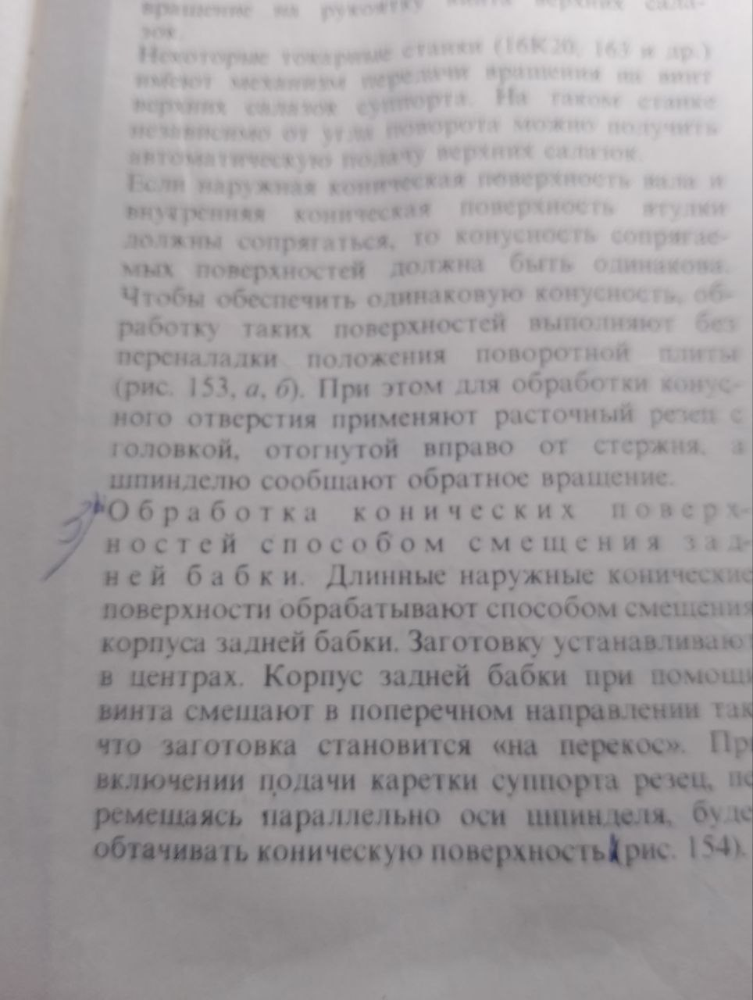 вращение на рукоятку винта верхних сала-
зок.
Некоторые токарные станки (16К20, 163 и др.)
имеют механизм передачи вращения на винт
верхних салазок суппорта. На таком станке
независимо от угла поворота можно получить
автоматическую подачу верхних салазок.
Если наружная коническая поверхность вала и
внутренняя коническая поверхность втулки
должны сопрягаться, то конусность сопрягае-
мых поверхностей должна быть одинакова.
Чтобы обеспечить одинаковую конусность, об-
работку таких поверхностей выполняют без
переналадки положения поворотной плиты
(рис. 153, а, б). При этом для обработки конус-
ного отверстия применяют расточный резец с
головкой, отогнутой вправо от стержня, а
шпинделю сообщают обратное вращение.
Обработка конических поверх-
ностей способом смещения зад-
ней бабки. Длинные наружные конические
поверхности обрабатывают способом смещения
корпуса задней бабки. Заготовку устанавливают
в центрах. Корпус задней бабки при помощи
винта смещают в поперечном направлении так
что заготовка становится «на перекос». При
включении подачи каретки суппорта резец, пе
ремещаясь параллельно оси шпинделя, буде
обтачивать коническую поверхность (рис. 154).